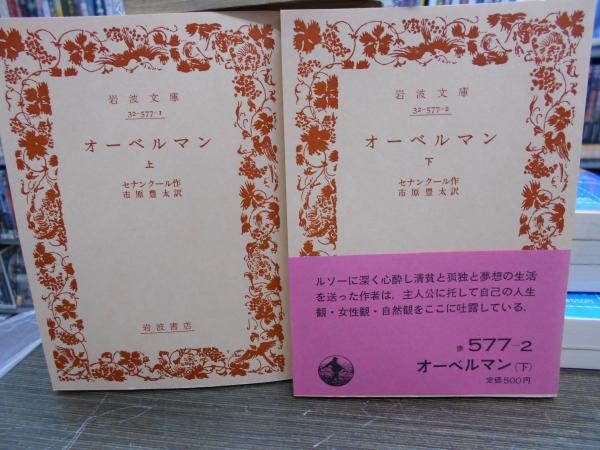 岩波文庫
32-577-1
オーベルマン
上
セナンクール作
市原豊太訳
岩波書店
岩波文庫
32-577-2
オーベルマン
下
セナンクール作
市原豊太訳
ルソーに深く心酔し清貧と孤独と夢想の生活
を送った作者は，主人公に托して自己の人生
観・女性観・自然観をここに吐露している．
赤 577-2
オーベルマン（下）
定価500円